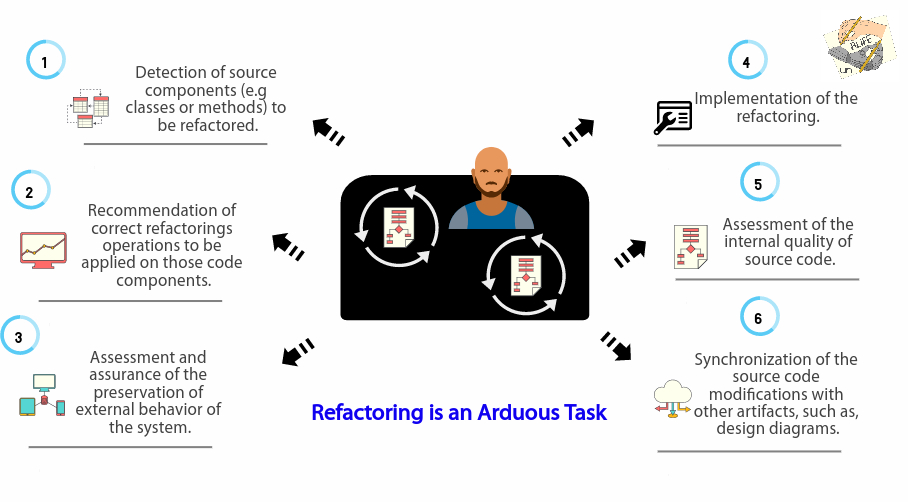 1
Detection of source
components (e.g
classes or methods) to
be refactored.
2
Recommendation of
correct refactorings
operations to be
applied on those code
components.
3
Assessment and
assurance of the
preservation of
external behavior of
the system.
Refactoring is an Arduous Task
4
Implementation of the
refactoring.
5
Assessment of the
internal quality of
source code.
6
Synchronization of the
source code
modifications with
other artifacts, such as,
design diagrams.